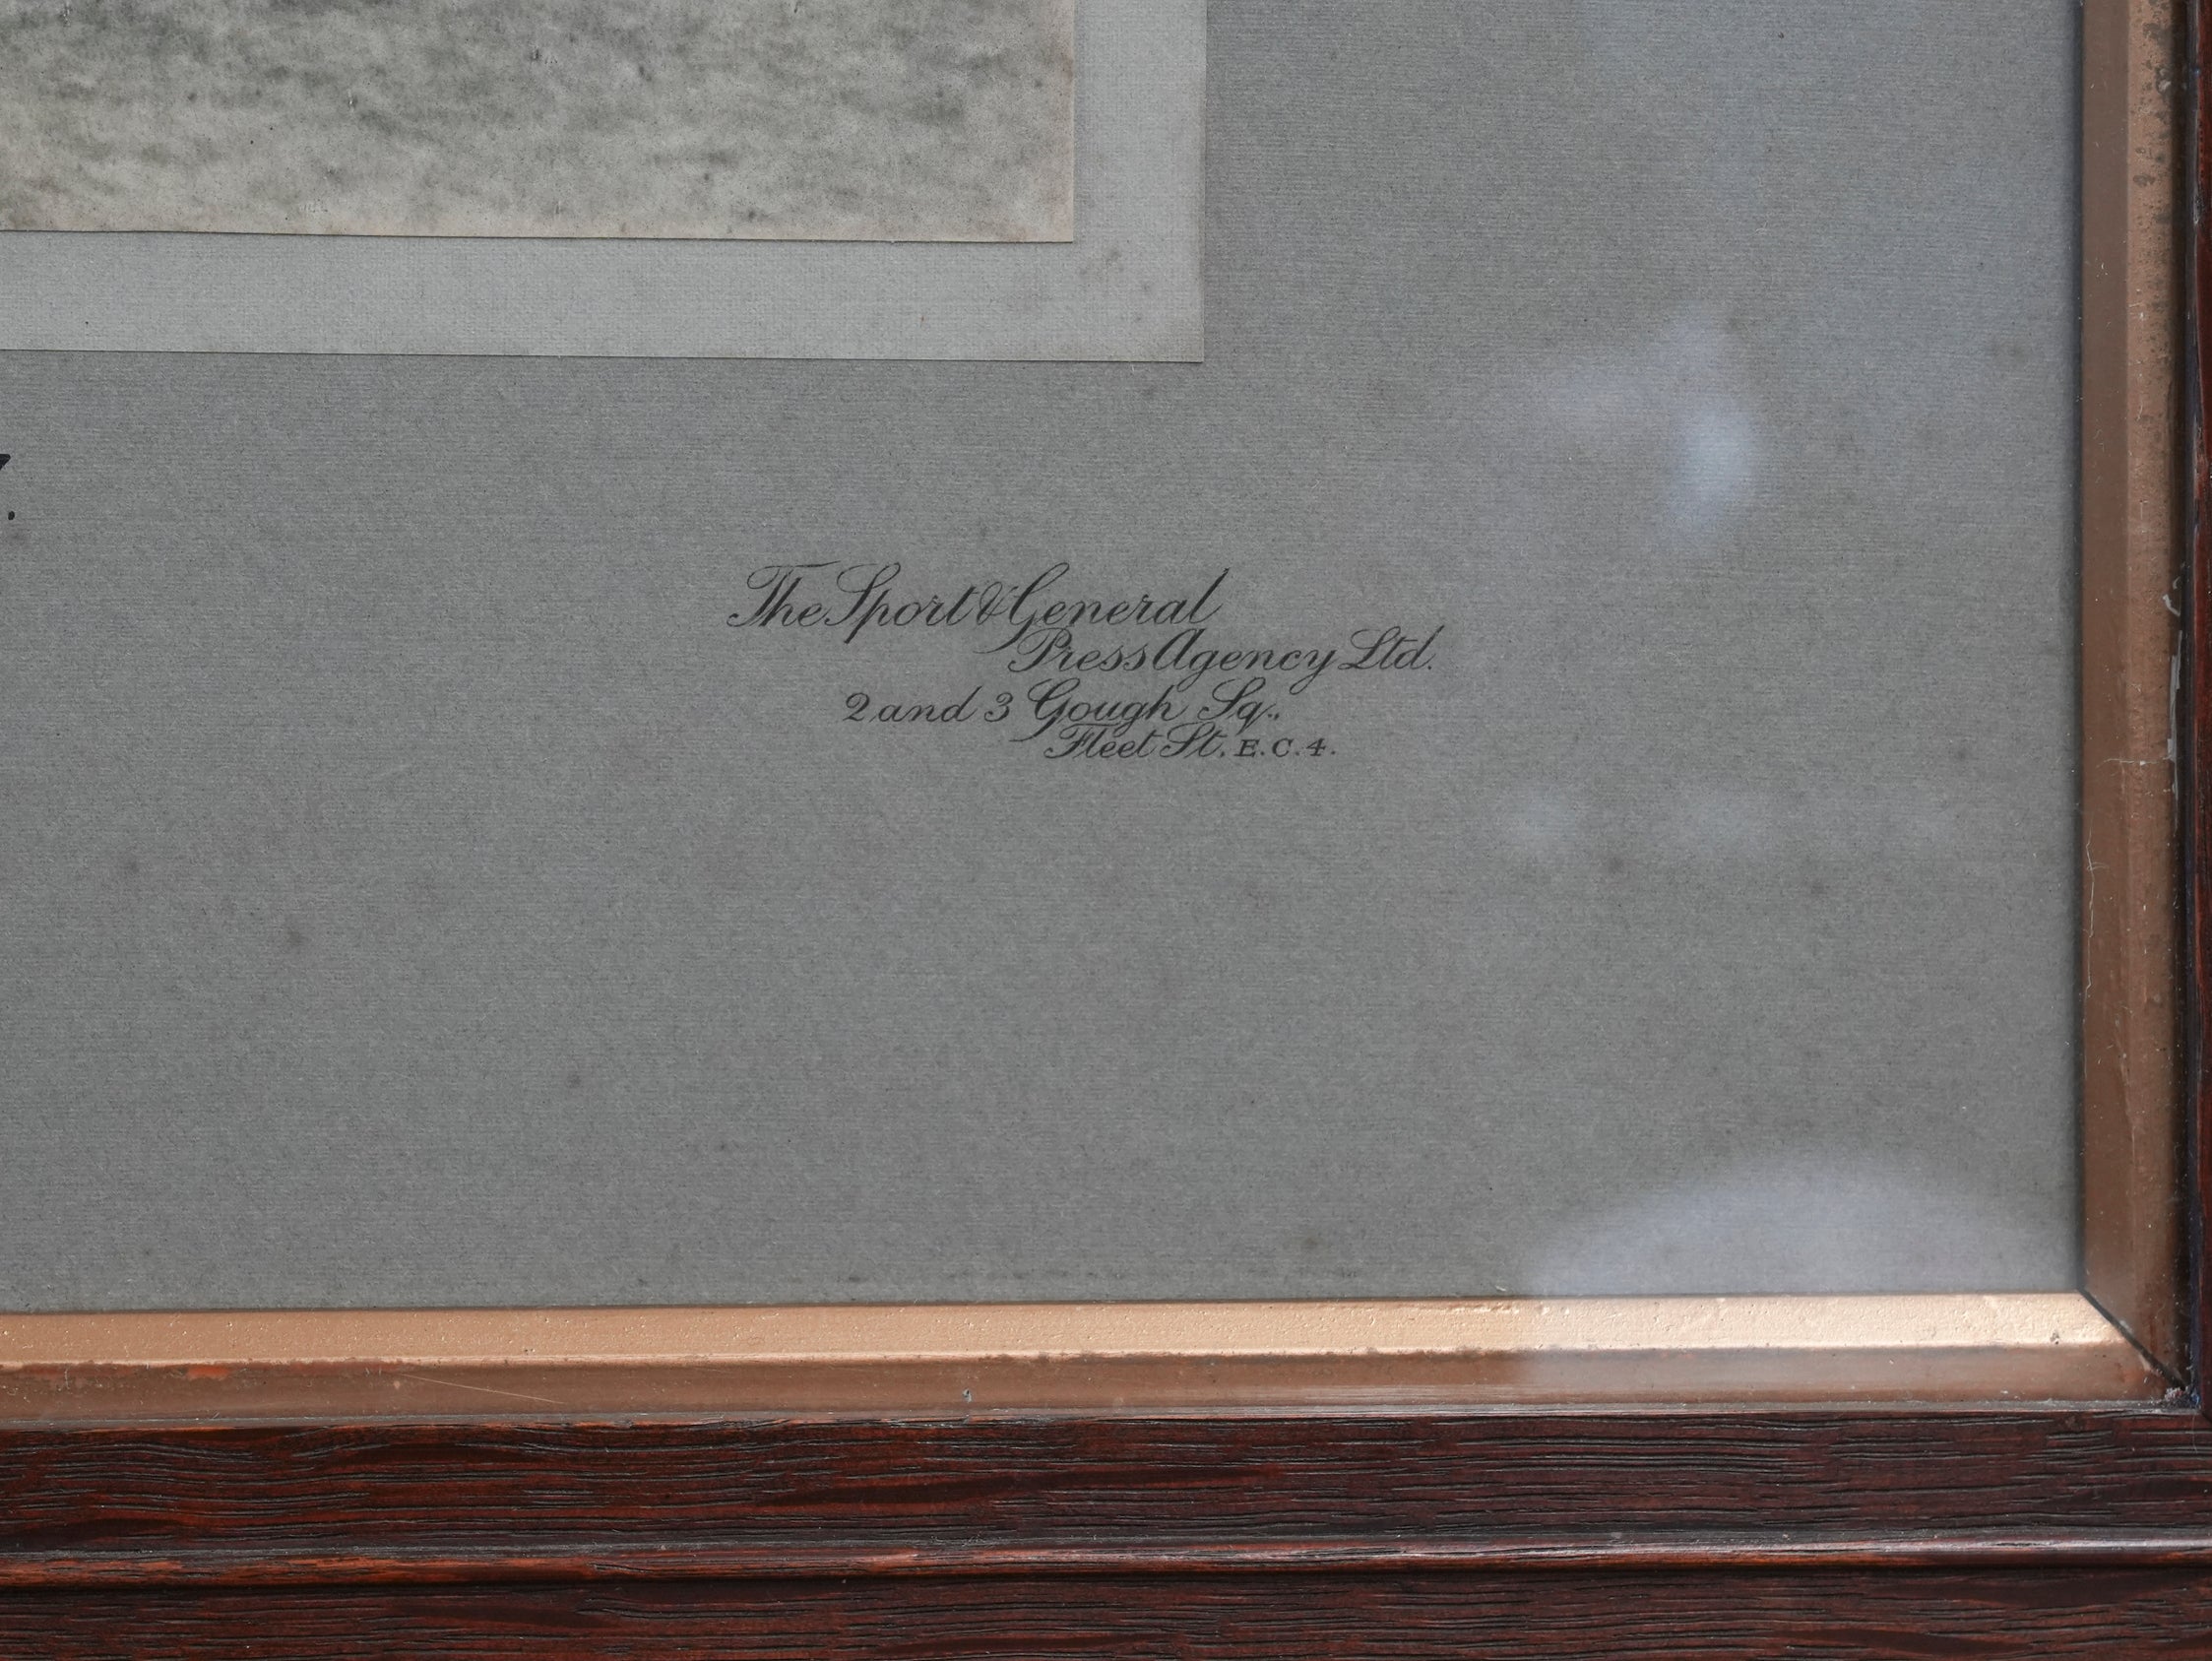 The Sport & General
Press Agency Ltd.
2 and 3 Gough Sq.,
Fleet St. E.C.4.